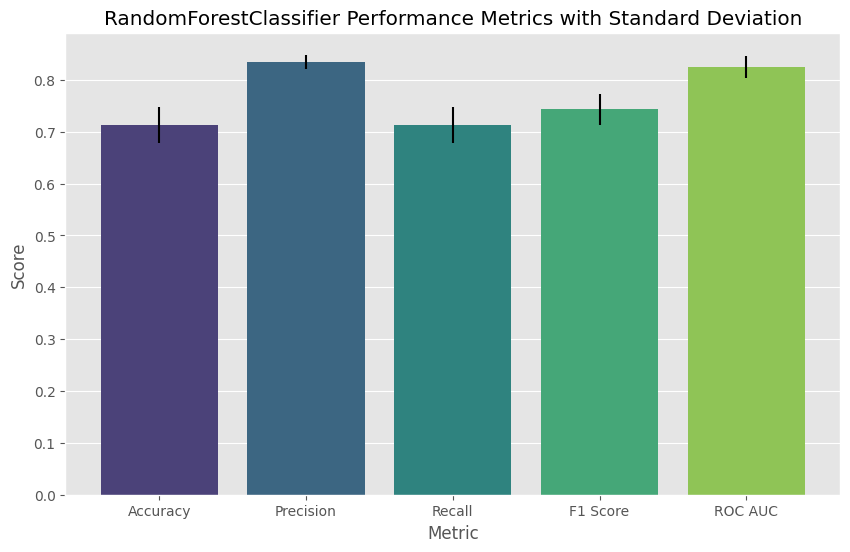 RandomForestClassifier Performance Metrics with Standard Deviation
Score
0.8
0.7
0.6
0.5
0.4
0.3
0.2
0.1
0.0
Accuracy
Precision
Recall
F1 Score
ROC AUC
Metric